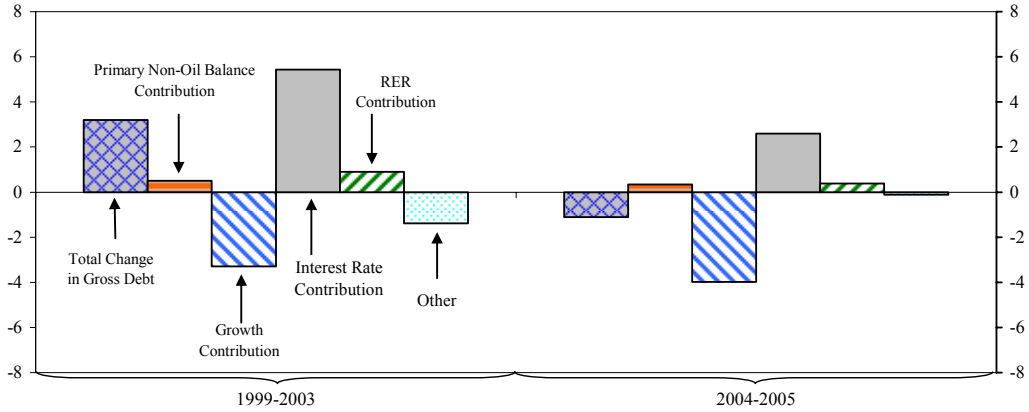 8
6
4
2
0
-2
-4
-6
-8
Primary Non-Oil Balance
Contribution
RER
Contribution
Total Change
in Gross Debt
Interest Rate
Contribution
Other
Growth
Contribution
8
6
4
2
0
-2
-4
-6
-8
1999-2003
2004-2005